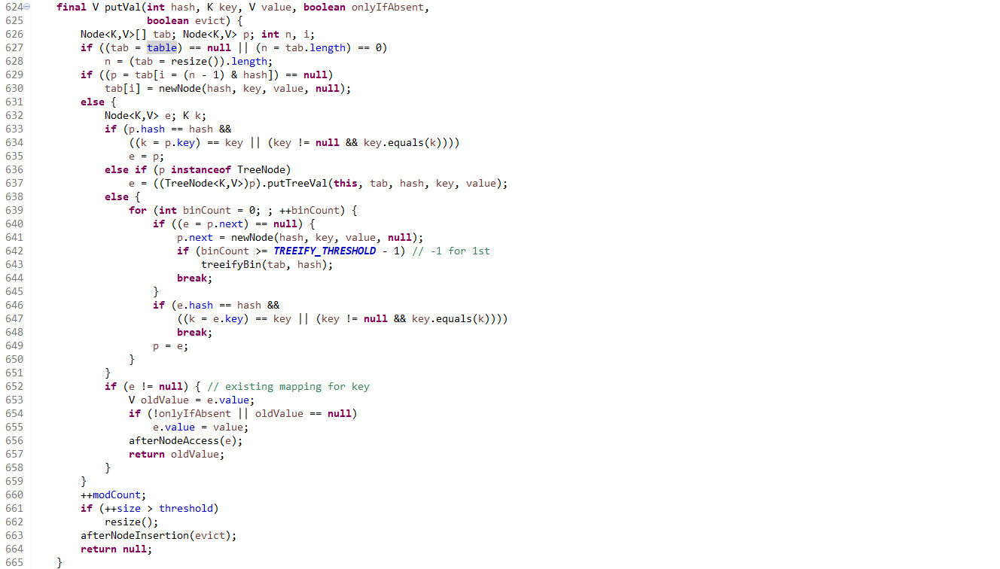 624 final V putVal(int hash, K key, V value, boolean onlyIfAbsent,
625 boolean evict) {
626 Node<K,V>[] tab; Node<K,V> p; int n, i;
627 if ((tab = table) == null || (n = tab.length) == 0)
628 n = (tab = resize()).length;
629 if ((p = tab[i = (n - 1) & hash]) == null)
630 tab[i] = newNode(hash, key, value, null);
631 else {
632 Node<K,V> e; K k;
633 if (p.hash == hash &&
634 ((k = p.key) == key || (key != null && key.equals(k))))
635 e = p;
636 else if (p instanceof TreeNode)
637 e = ((TreeNode<K,V>)p).putTreeVal(this, tab, hash, key, value);
638 else {
639 for (int binCount = 0; ; ++binCount) {
640 if ((e = p.next) == null) {
641 p.next = newNode(hash, key, value, null);
642 if (binCount >= TREEIFY_THRESHOLD - 1) // -1 for 1st
643 treeifyBin(tab, hash);
644 break;
645 }
646 if (e.hash == hash &&
647 ((k = e.key) == key || (key != null && key.equals(k))))
648 break;
649 p = e;
650 }
651 }
652 if (e != null) { // existing mapping for key
653 V oldValue = e.value;
654 if (!onlyIfAbsent || oldValue == null)
655 e.value = value;
656 afterNodeAccess(e);
657 return oldValue;
658 }
659 }
660 ++modCount;
661 if (++size > threshold)
662 resize();
663 afterNodeInsertion(evict);
664 return null;
665 }